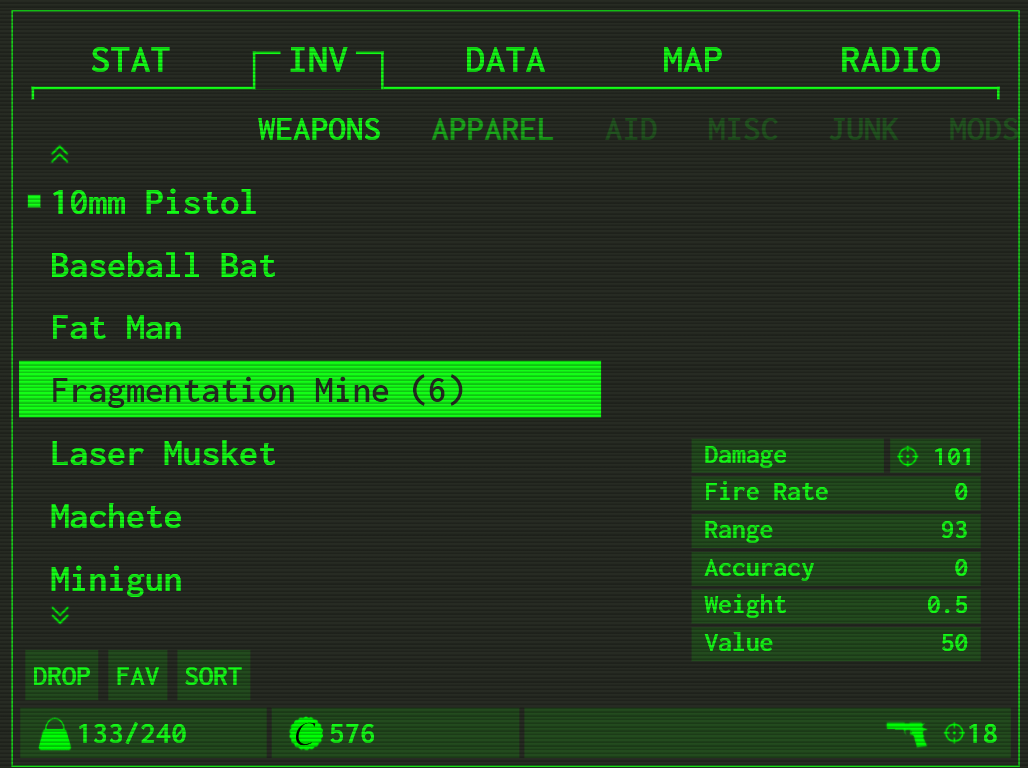 STAT INV DATA MAP RADIO
WEAPONS APPAREL AID MISC JUNK MODS
10mm Pistol
Baseball Bat
Fat Man
Fragmentation Mine (6)
Laser Musket
Machete
Minigun
Damage 101
Fire Rate 0
Range 93
Accuracy 0
Weight 0.5
Value 50
DROP FAV SORT
133/240 576 18